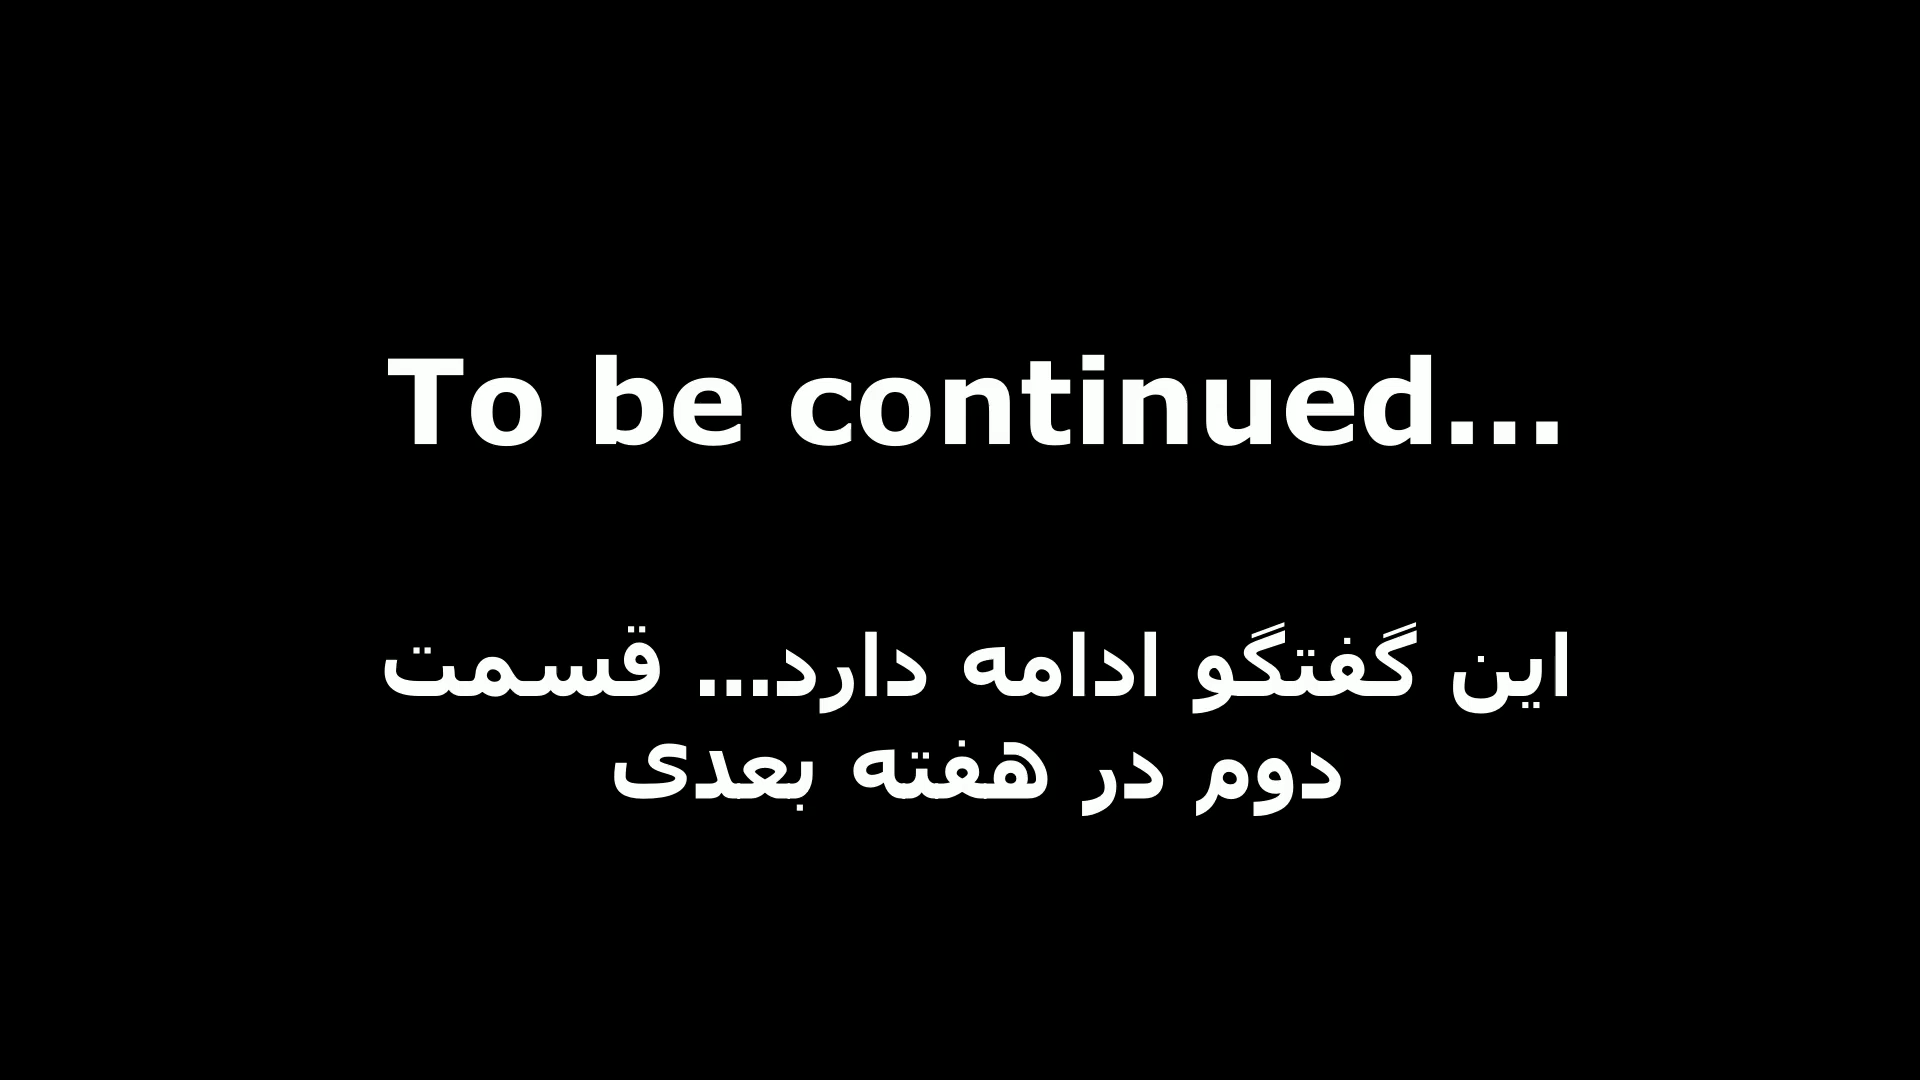 To be continued...
این گفتگو ادامه دارد... قسمت
دوم در هفته بعدی